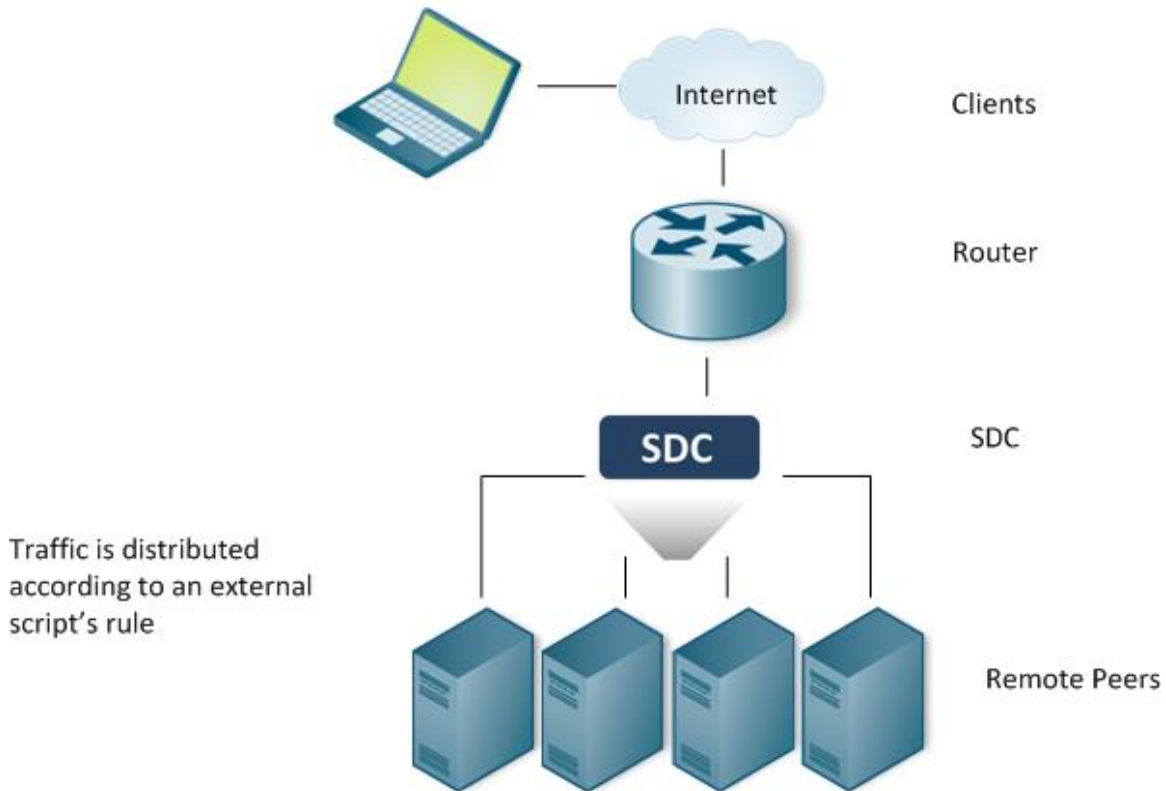 Internet
Clients
Router
SDC
SDC
Traffic is distributed
according to an external
script's rule
Remote Peers